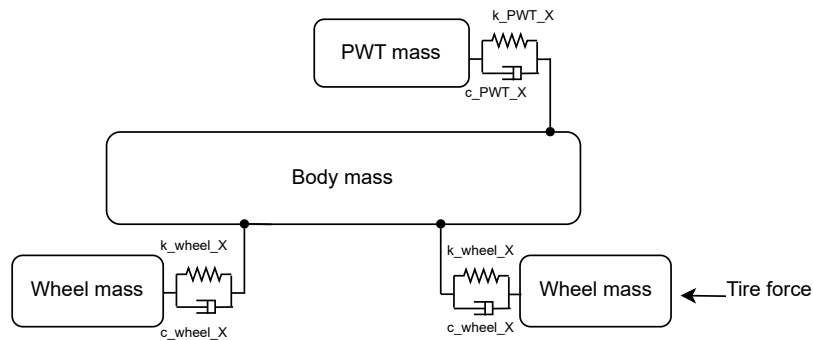 k_PWT_X
PWT mass
c_PWT_X
Body mass
k_wheel_X
k_wheel_X
Wheel mass
Wheel mass
Tire force
c_wheel_X
c_wheel_X